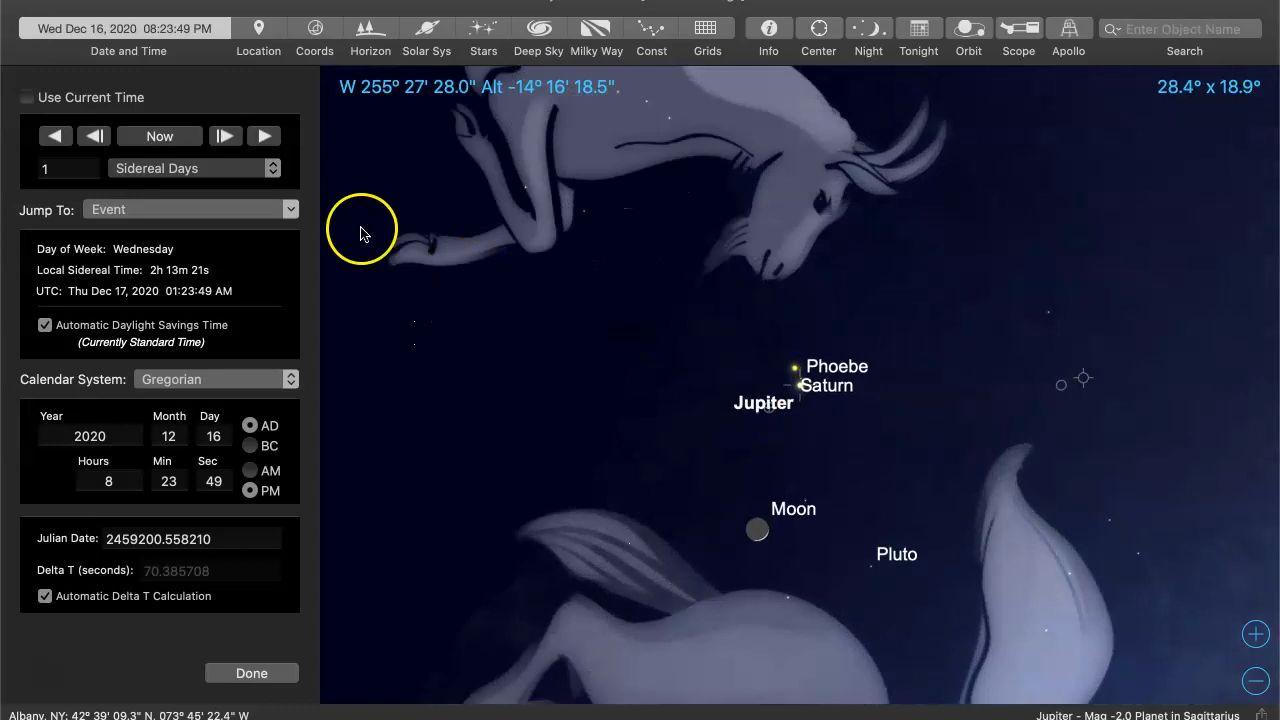 Wed Dec 16, 2020 08:23:49 PM
Date and Time
Location
Coords
Horizon
Solar Sys
Stars
Deep Sky
Milky Way
Const
Grids
Info
Center
Night
Tonight
Orbit
Scope
Apollo
Enter Object Name
Search
Use Current Time
Now
1
Sidereal Days
Jump To: Event
Day of Week: Wednesday
Local Sidereal Time: 2h 13m 21s
UTC: Thu Dec 17, 2020 01:23:49 AM
Automatic Daylight Savings Time
(Currently Standard Time)
Calendar System: Gregorian
Year Month Day
2020 12 16
AD
BC
Hours Min Sec
8 23 49
AM
PM
Julian Date: 2459200.558210
Delta T (seconds): 70.385708
Automatic Delta T Calculation
Done
W 255º 27' 28.0" Alt -14º 16' 18.5".
28.4° x 18.9°
Phoebe
Saturn
Jupiter
Moon
Pluto
Albany, NY; 42º 39' 09.3" N, 073º 45' 22.4" W
Jupiter - Mag -2.0 Planet in Sagittarius